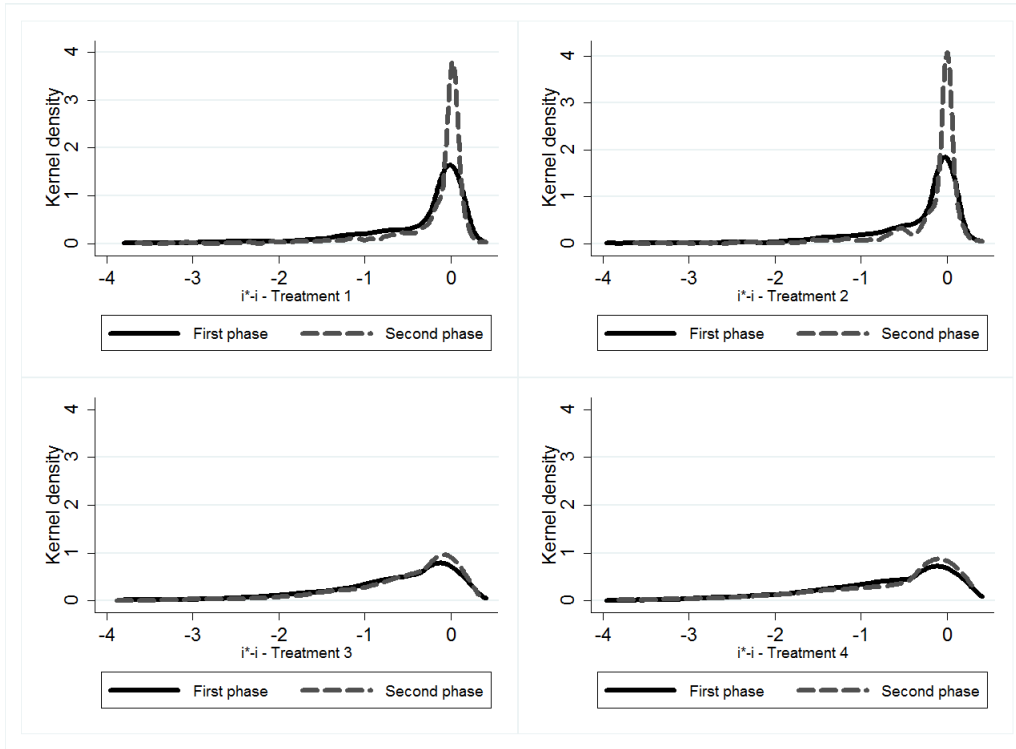 Kernel density
0 1 2 3 4
-4 -3 -2 -1 0
i*-i - Treatment 1
First phase Second phase
Kernel density
0 1 2 3 4
-4 -3 -2 -1 0
i*-i - Treatment 2
First phase Second phase
Kernel density
0 1 2 3 4
-4 -3 -2 -1 0
i*-i - Treatment 3
First phase Second phase
Kernel density
0 1 2 3 4
-4 -3 -2 -1 0
i*-i - Treatment 4
First phase Second phase